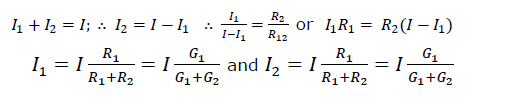 I₁ + I₂ = I; ∴ I₂ = I − I₁ ∴ I₁/(I−I₁) = R₂/R₁₂ or I₁R₁ = R₂(I − I₁)
I₁ = I R₁/(R₁+R₂) = I G₁/(G₁+G₂) and I₂ = I R₁/(R₁+R₂) = I G₁/(G₁+G₂)